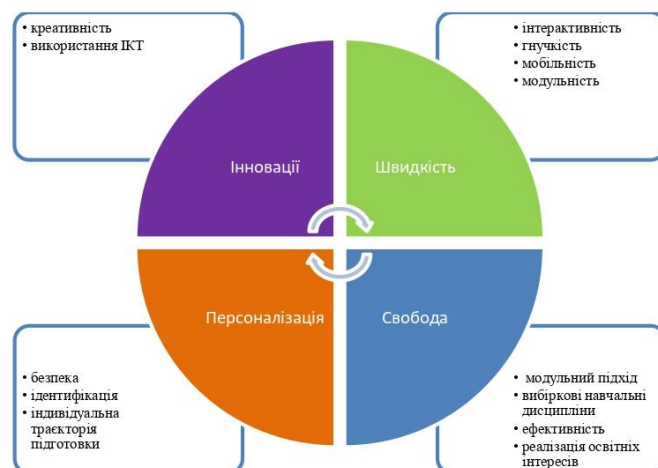 • креативність
• використання ІКТ
• інтерактивність
• гнучкість
• мобільність
• модульність
Інновації
Швидкість
Персоналізація
Свобода
• безпека
• ідентифікація
• індивідуальна
траєкторія
підготовки
• модульний підхід
• вибіркові навчальні
дисципліни
• ефективність
• реалізація освітніх
інтересів